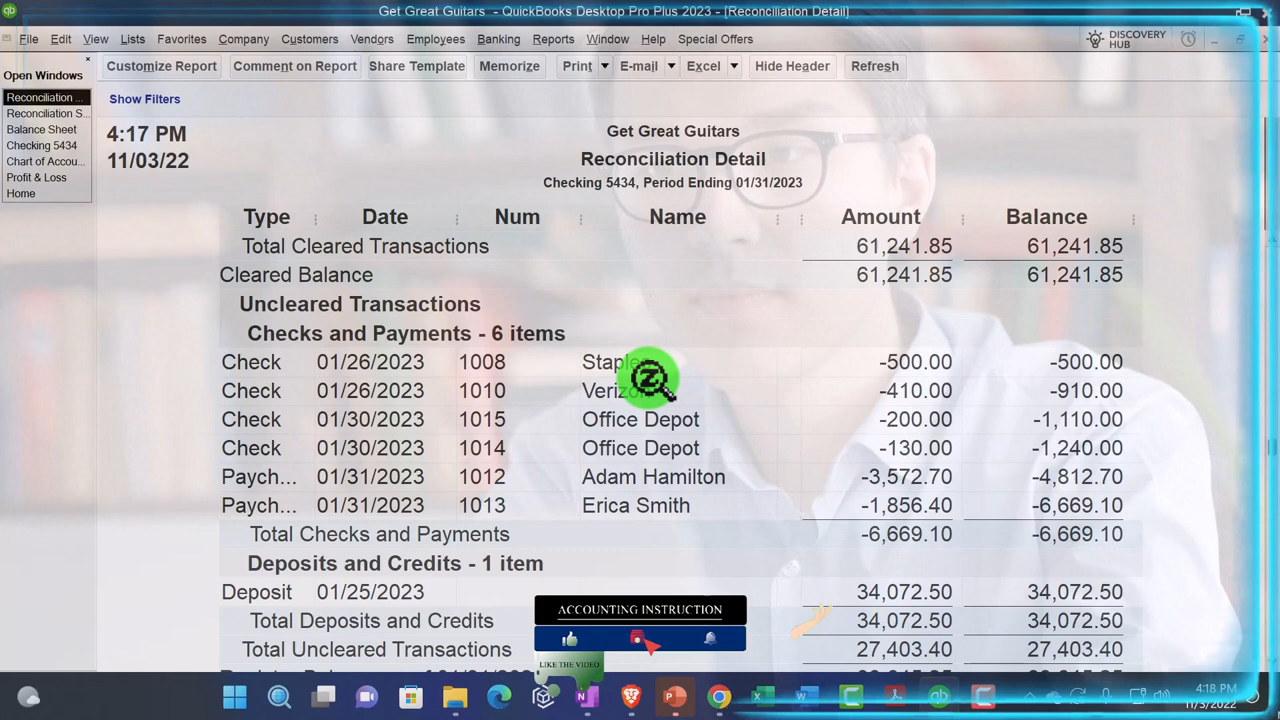 Get Great Guitars - QuickBooks Desktop Pro Plus 2023 - [Reconciliation Detail]
File Edit View Lists Favorites Company Customers Vendors Employees Banking Reports Window Help Special Offers
DISCOVERY HUB
Open Windows
Customize Report Comment on Report Share Template Memorize Print E-mail Excel Hide Header Refresh
Reconciliation ...
Reconciliation S...
Balance Sheet
Checking 5434
Chart of Accou...
Profit & Loss
Home
Show Filters
4:17 PM
11/03/22
Get Great Guitars
Reconciliation Detail
Checking 5434, Period Ending 01/31/2023
Type Date Num Name Amount Balance
Total Cleared Transactions 61,241.85 61,241.85
Cleared Balance 61,241.85 61,241.85
Uncleared Transactions
Checks and Payments - 6 items
Check 01/26/2023 1008 Staples -500.00 -500.00
Check 01/26/2023 1010 Verizon -410.00 -910.00
Check 01/30/2023 1015 Office Depot -200.00 -1,110.00
Check 01/30/2023 1014 Office Depot -130.00 -1,240.00
Paych... 01/31/2023 1012 Adam Hamilton -3,572.70 -4,812.70
Paych... 01/31/2023 1013 Erica Smith -1,856.40 -6,669.10
Total Checks and Payments -6,669.10 -6,669.10
Deposits and Credits - 1 item
Deposit 01/25/2023 34,072.50 34,072.50
Total Deposits and Credits 34,072.50 34,072.50
Total Uncleared Transactions 27,403.40 27,403.40
ACCOUNTING INSTRUCTION
LIKE THE VIDEO
4:18 PM
11/3/2022